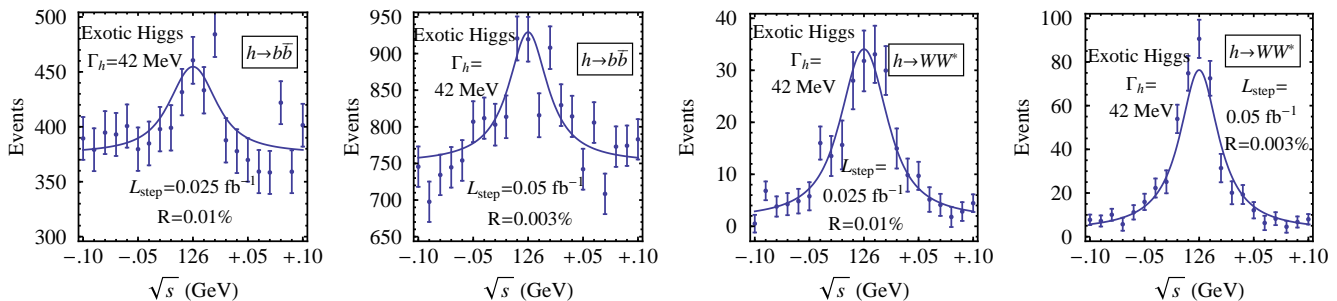 500
450
400
350
300
Events
Exotic Higgs
Γh=42 MeV
h→bb̅
Lstep=0.025 fb⁻¹
R=0.01%
−.10 −.05 126 +.05 +.10
√s (GeV)
950
900
850
800
750
700
650
Events
Exotic Higgs
Γh=
42 MeV
h→bb̅
Lstep=0.05 fb⁻¹
R=0.003%
−.10 −.05 126 +.05 +.10
√s (GeV)
40
30
20
10
0
Events
Exotic Higgs
Γh=
42 MeV
h→WW*
Lstep=
0.025 fb⁻¹
R=0.01%
−.10 −.05 126 +.05 +.10
√s (GeV)
100
80
60
40
20
0
Events
Exotic Higgs
Γh=
42 MeV
h→WW*
Lstep=
0.05 fb⁻¹
R=0.003%
−.10 −.05 126 +.05 +.10
√s (GeV)